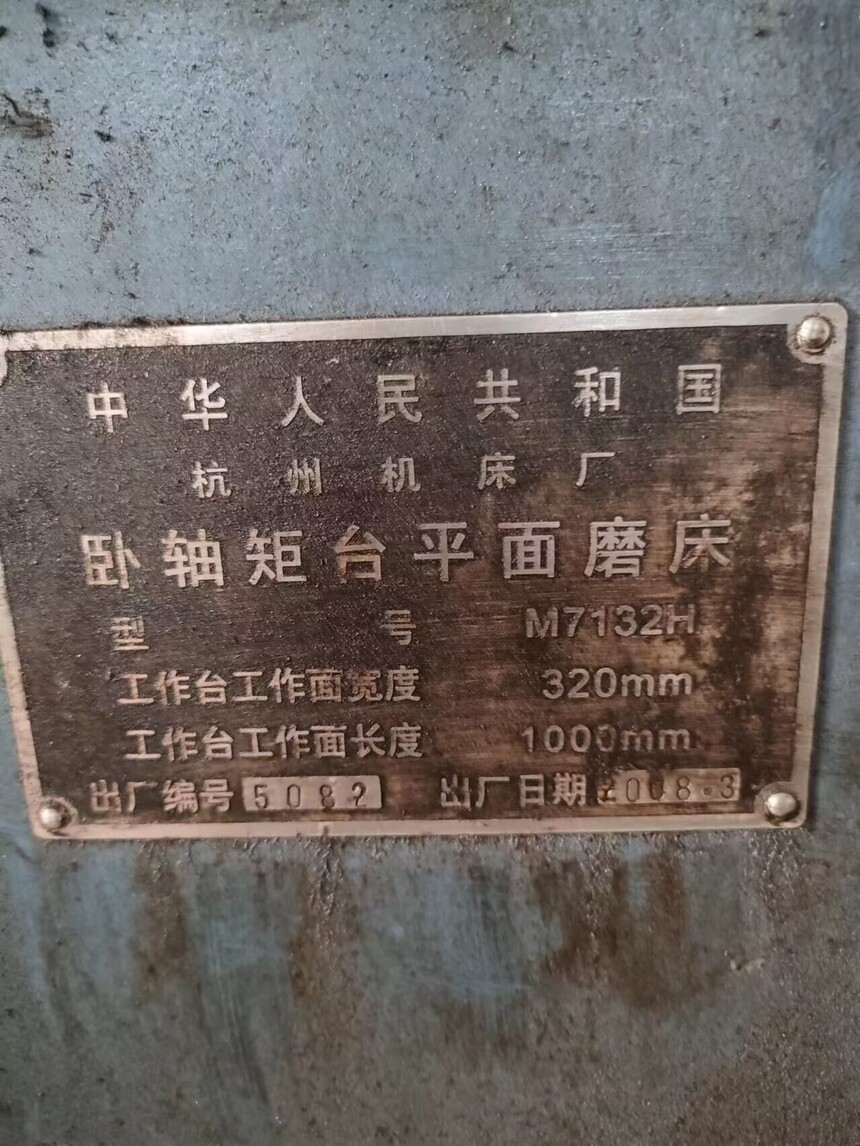 中华人民共和国
杭州机床厂
卧轴矩台平面磨床
型号 M7132H
工作台工作面宽度 320mm
工作台工作面长度 1000mm
出厂编号 5082 出厂日期 2008.3